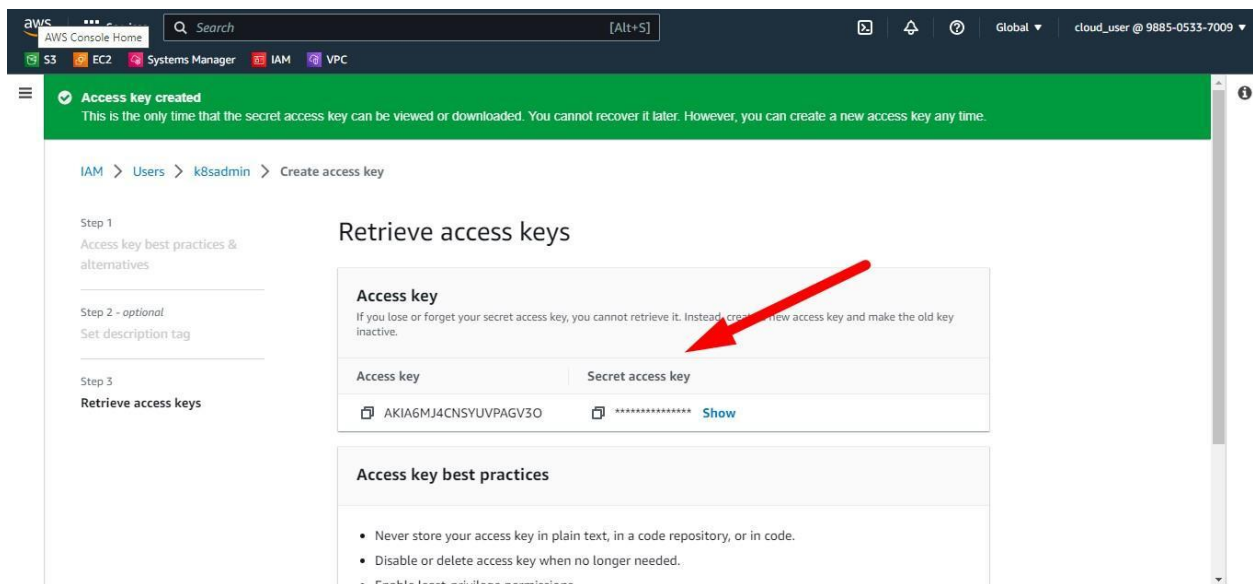 aws
AWS Console Home
Search
[Alt+S]
Global
cloud_user @ 9885-0533-7009
S3
EC2
Systems Manager
IAM
VPC
Access key created
This is the only time that the secret access key can be viewed or downloaded. You cannot recover it later. However, you can create a new access key any time.
IAM > Users > k8sadmin > Create access key
Step 1
Access key best practices &
alternatives
Step 2 - optional
Set description tag
Step 3
Retrieve access keys
Retrieve access keys
Access key
If you lose or forget your secret access key, you cannot retrieve it. Instead, new access key and make the old key
inactive.
Access key
Secret access key
AKIA6MJ4CNSYUVPAGV3O
*************** Show
Access key best practices
• Never store your access key in plain text, in a code repository, or in code.
• Disable or delete access key when no longer needed.